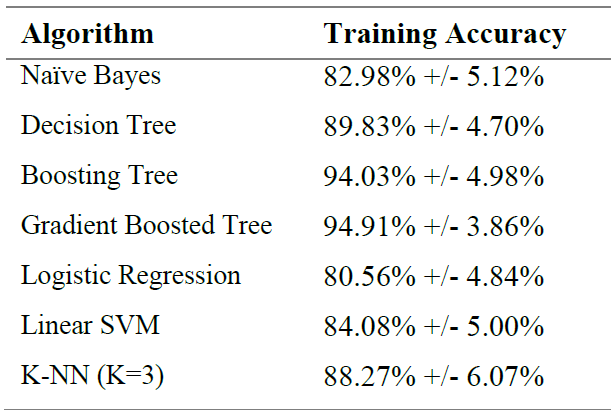 Algorithm Training Accuracy
Naïve Bayes 82.98% +/- 5.12%
Decision Tree 89.83% +/- 4.70%
Boosting Tree 94.03% +/- 4.98%
Gradient Boosted Tree 94.91% +/- 3.86%
Logistic Regression 80.56% +/- 4.84%
Linear SVM 84.08% +/- 5.00%
K-NN (K=3) 88.27% +/- 6.07%